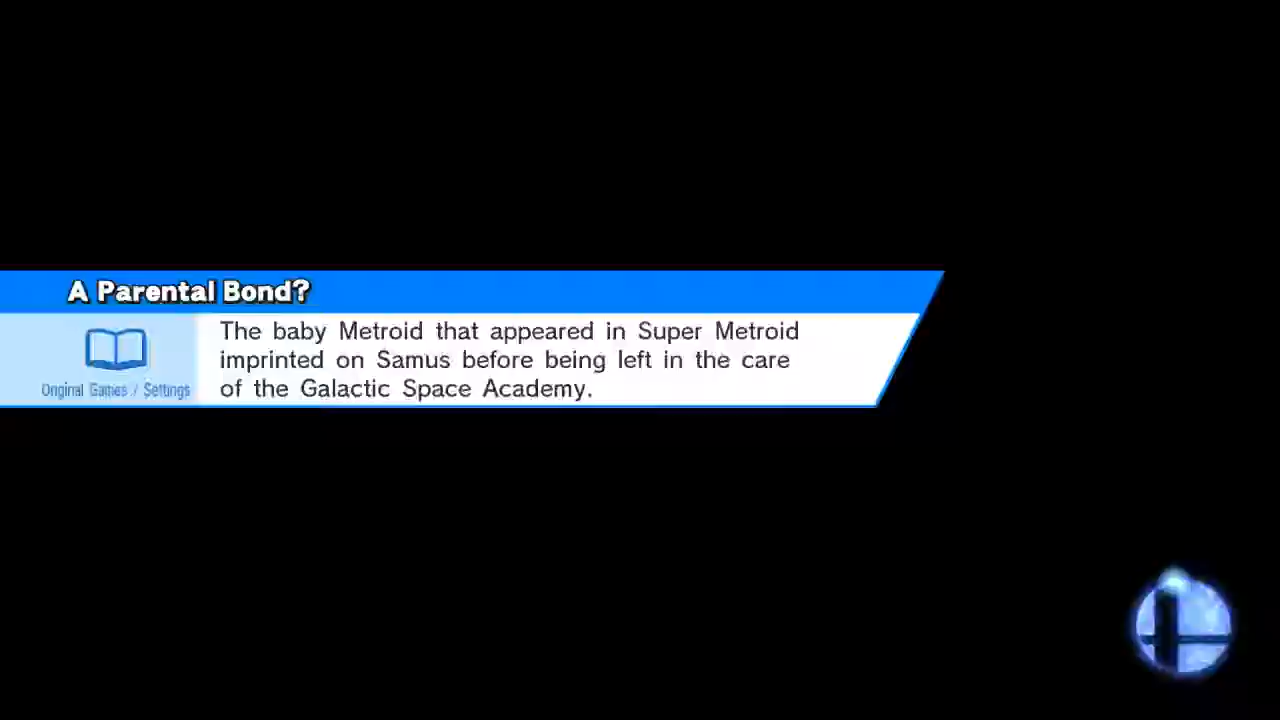 A Parental Bond?
The baby Metroid that appeared in Super Metroid
imprinted on Samus before being left in the care
of the Galactic Space Academy.
Original Games / Settings